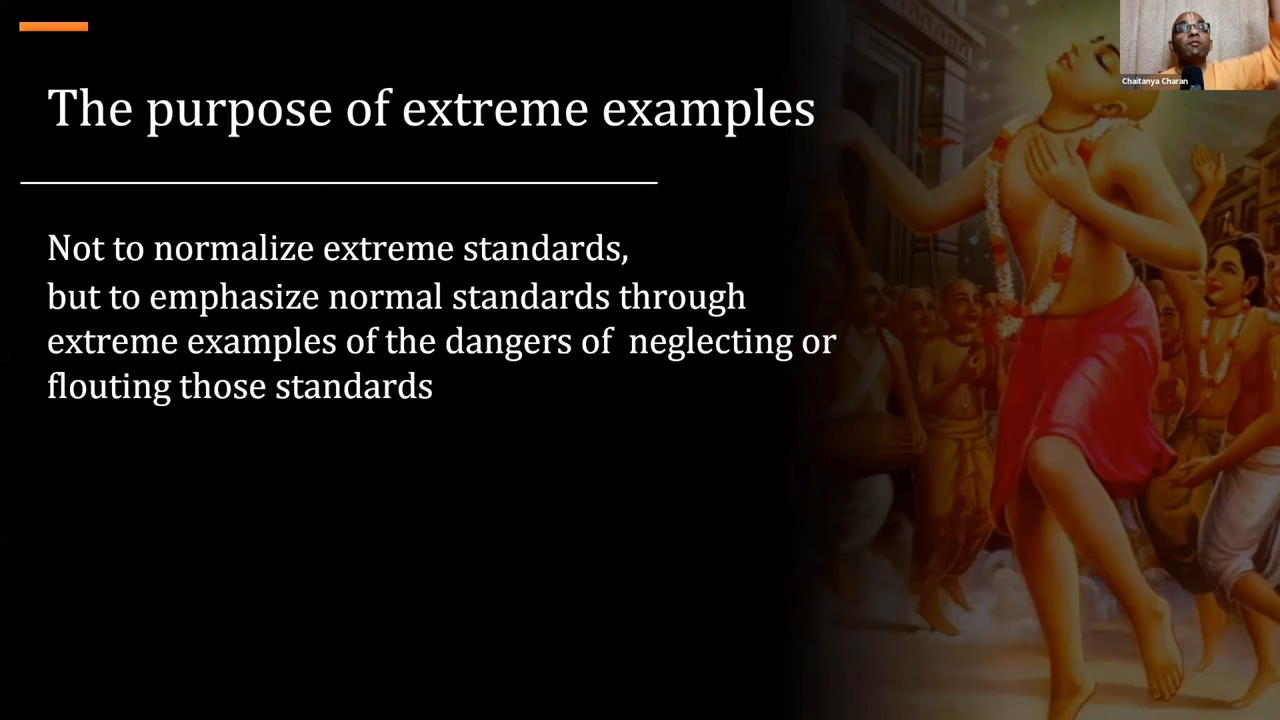 The purpose of extreme examples
Not to normalize extreme standards,
but to emphasize normal standards through
extreme examples of the dangers of  neglecting or
flouting those standards
Chaitanya Charan